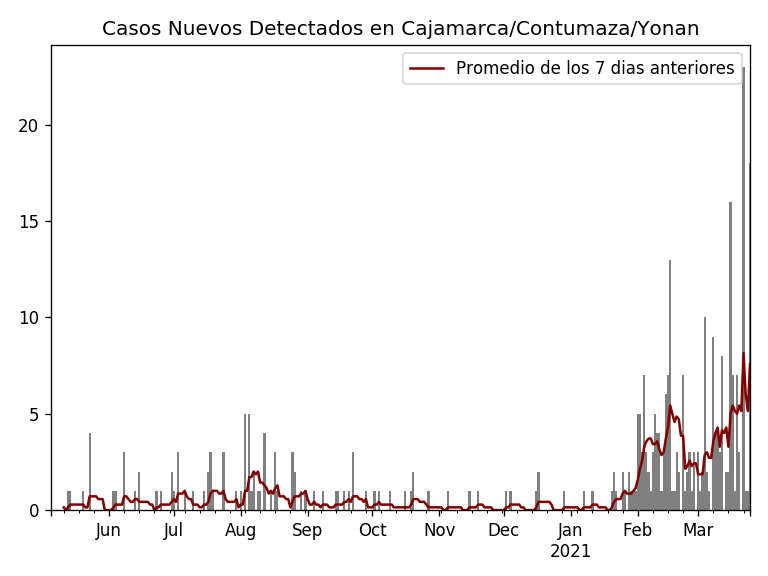 Casos Nuevos Detectados en Cajamarca/Contumaza/Yonan
Promedio de los 7 dias anteriores
20
15
10
5
0
Jun Jul Aug Sep Oct Nov Dec Jan Feb Mar
2021